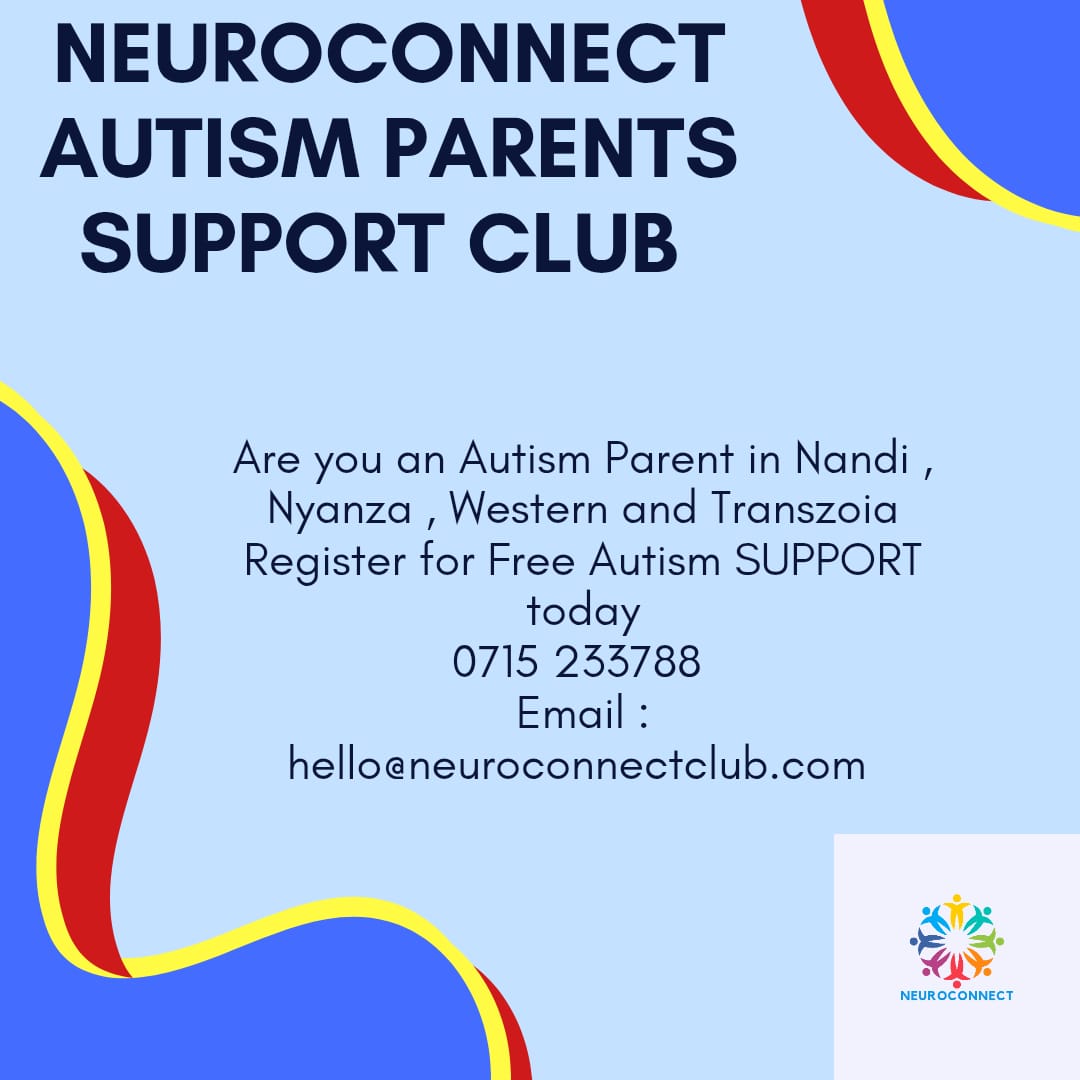 NEUROCONNECT
AUTISM PARENTS
SUPPORT CLUB
Are you an Autism Parent in Nandi ,
Nyanza , Western and Transzoia
Register for Free Autism SUPPORT
today
0715 233788
Email :
hello@neuroconnectclub.com
NEUROCONNECT